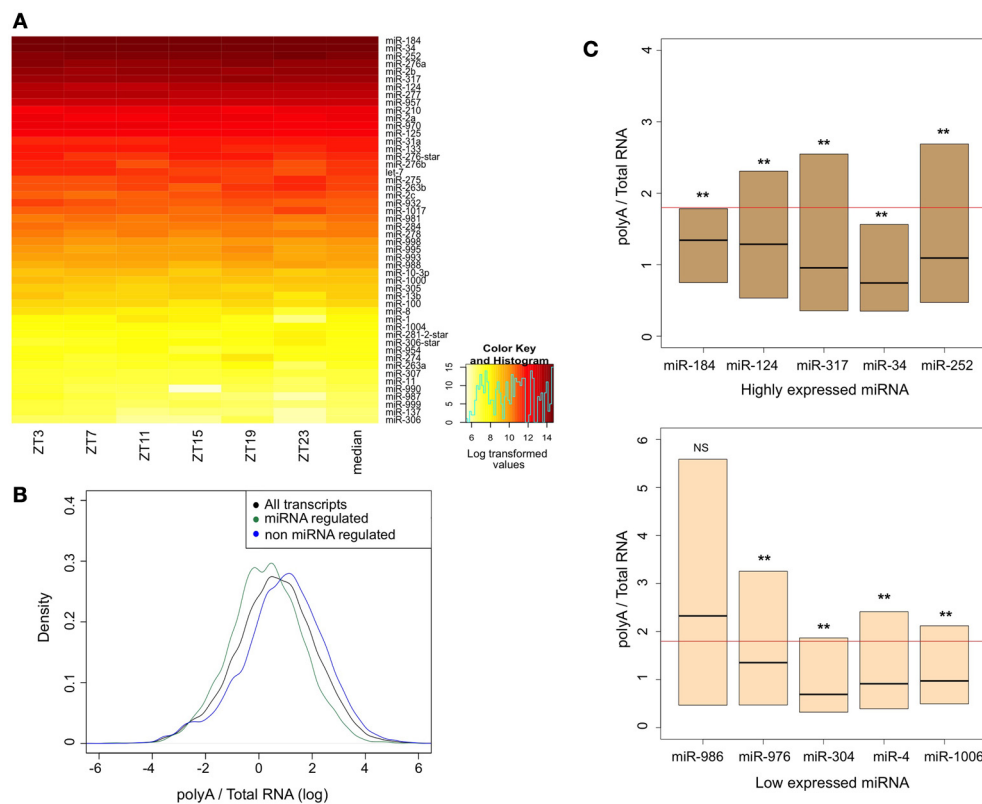 A
miR-184
miR-34
miR-252
miR-276a
miR-2b
miR-317
miR-124
miR-277
miR-957
miR-210
miR-2a
miR-970
miR-125
miR-31a
miR-133
miR-276-star
miR-276b
let-7
miR-275
miR-263b
miR-2c
miR-932
miR-1017
miR-981
miR-284
miR-278
miR-998
miR-995
miR-993
miR-988
miR-10-3p
miR-1000
miR-305
miR-13b
miR-100
miR-8
miR-1
miR-1004
miR-281-2-star
miR-306-star
miR-954
miR-274
miR-263a
miR-307
miR-11
miR-990
miR-987
miR-999
miR-137
miR-306
ZT3 ZT7 ZT11 ZT15 ZT19 ZT23 median
Color Key
and Histogram
15
10
5
0
6 8 10 12 14
Log transformed
values
B
Density
0.4
0.3
0.2
0.1
0
All transcripts
miRNA regulated
non miRNA regulated
-6 -4 -2 0 2 4 6
polyA / Total RNA (log)
C
polyA / Total RNA
4
3
2
1
0
** ** ** ** **
miR-184 miR-124 miR-317 miR-34 miR-252
Highly expressed miRNA
polyA / Total RNA
6
5
4
3
2
1
0
NS ** ** ** **
miR-986 miR-976 miR-304 miR-4 miR-1006
Low expressed miRNA